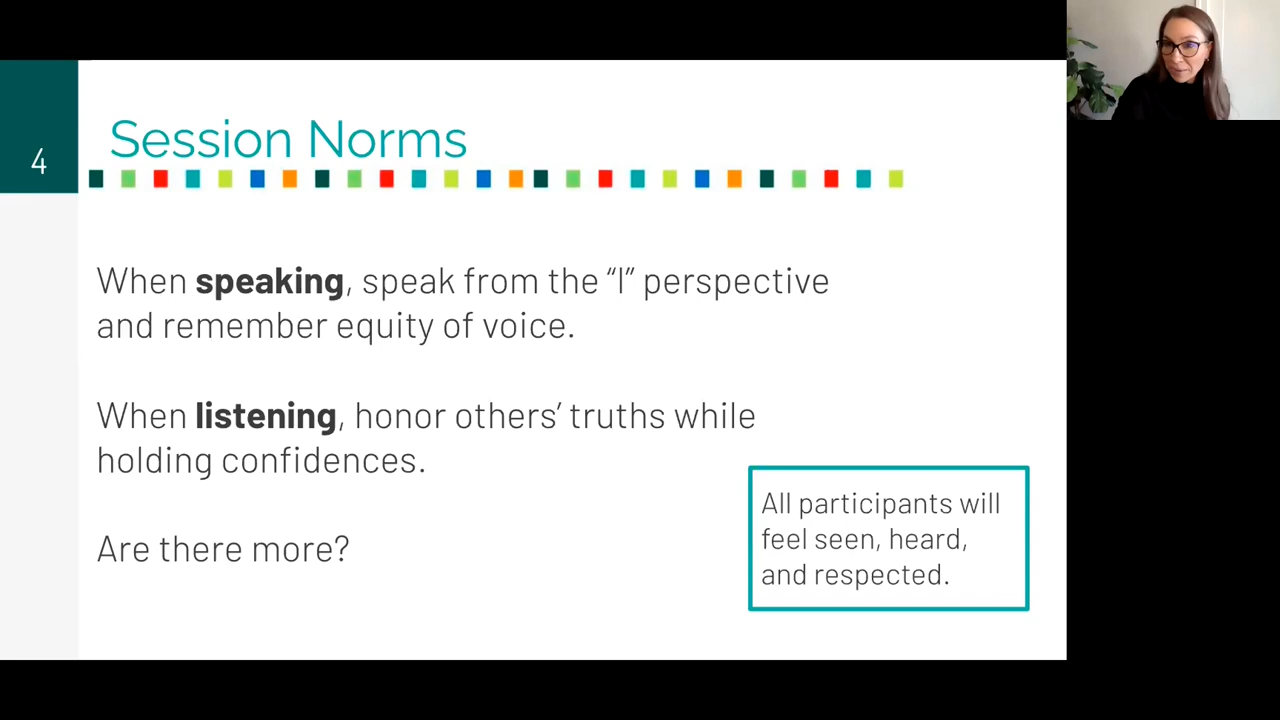 4
Session Norms
When speaking, speak from the “I” perspective
and remember equity of voice.
When listening, honor others’ truths while
holding confidences.
Are there more?
All participants will
feel seen, heard,
and respected.